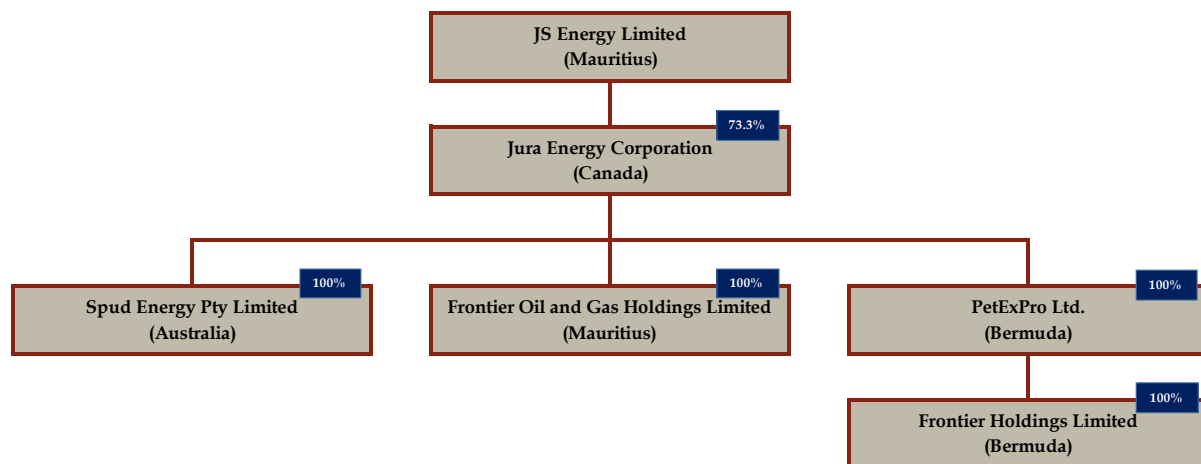 JS Energy Limited
(Mauritius)
73.3%
Jura Energy Corporation
(Canada)
100%
Spud Energy Pty Limited
(Australia)
100%
Frontier Oil and Gas Holdings Limited
(Mauritius)
100%
PetExPro Ltd.
(Bermuda)
100%
Frontier Holdings Limited
(Bermuda)